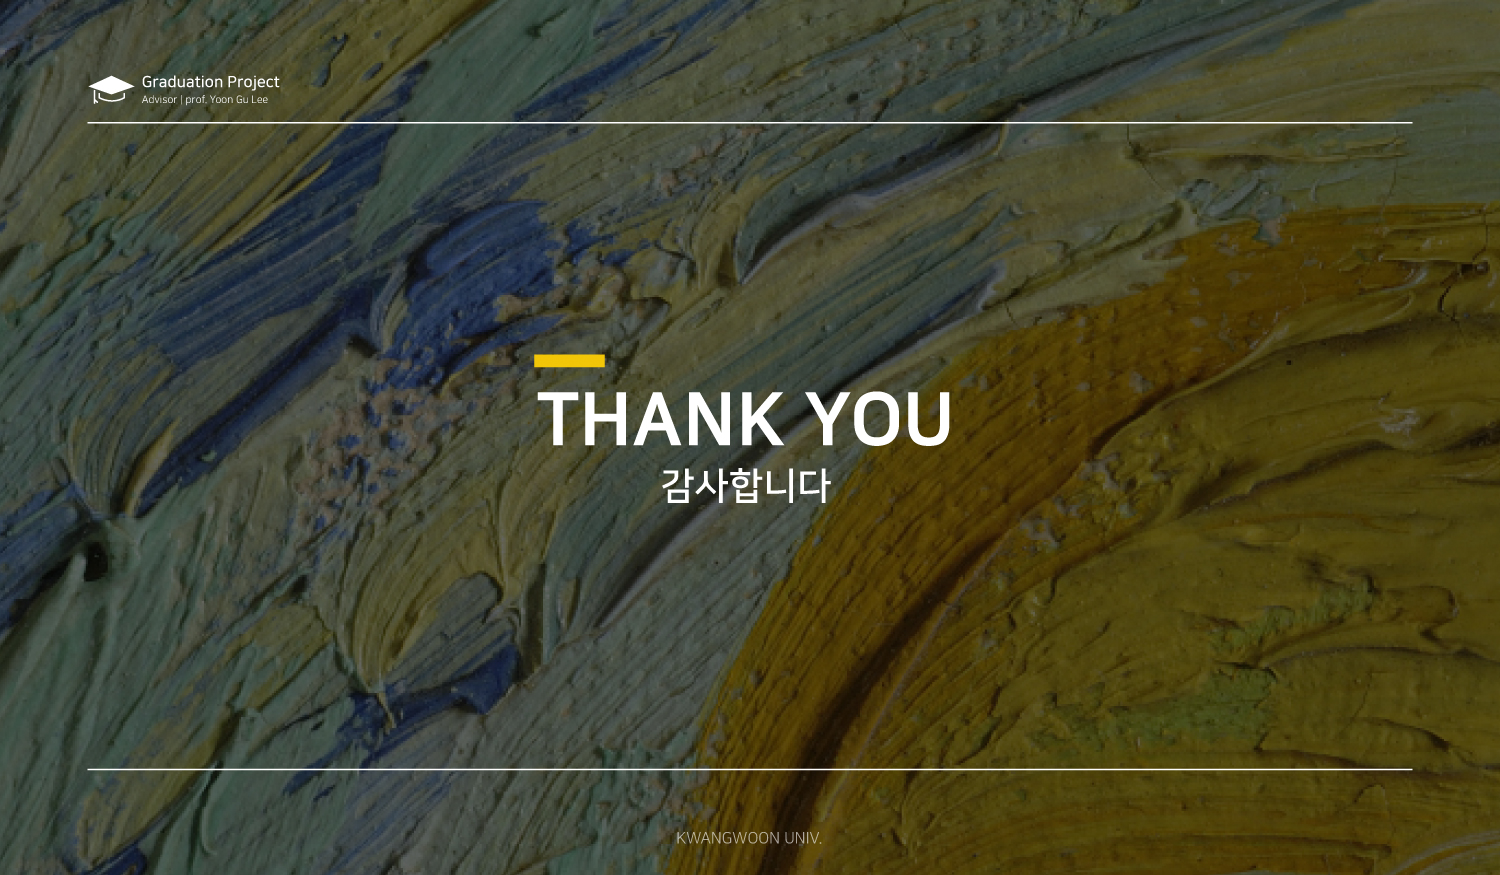 Graduation Project
Advisor | prof. Yoon Gu Lee
THANK YOU
감사합니다
KWANGWOON UNIV.